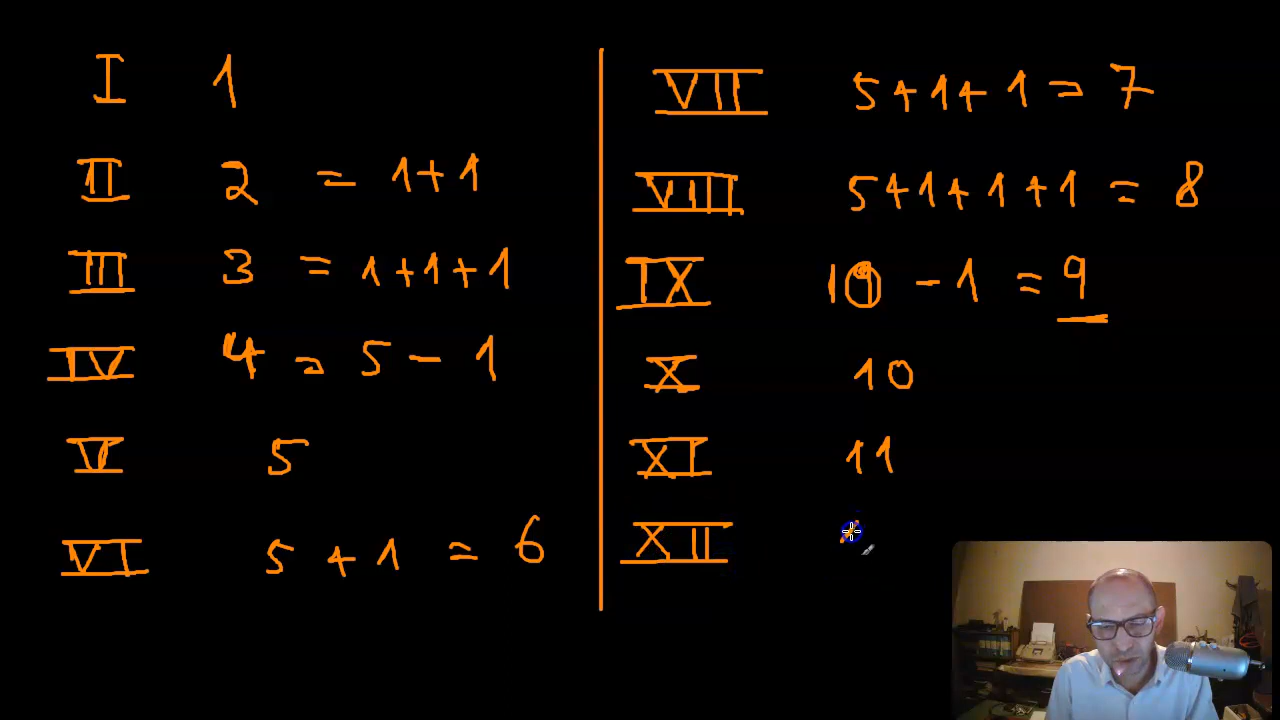 I 1
II 2 = 1+1
III 3 = 1+1+1
IV 4 = 5 - 1
V 5
VI 5 + 1 = 6
VII 5+1+1 = 7
VIII 5+1+1+1 = 8
IX 10 - 1 = 9
X 10
XI 11
XII